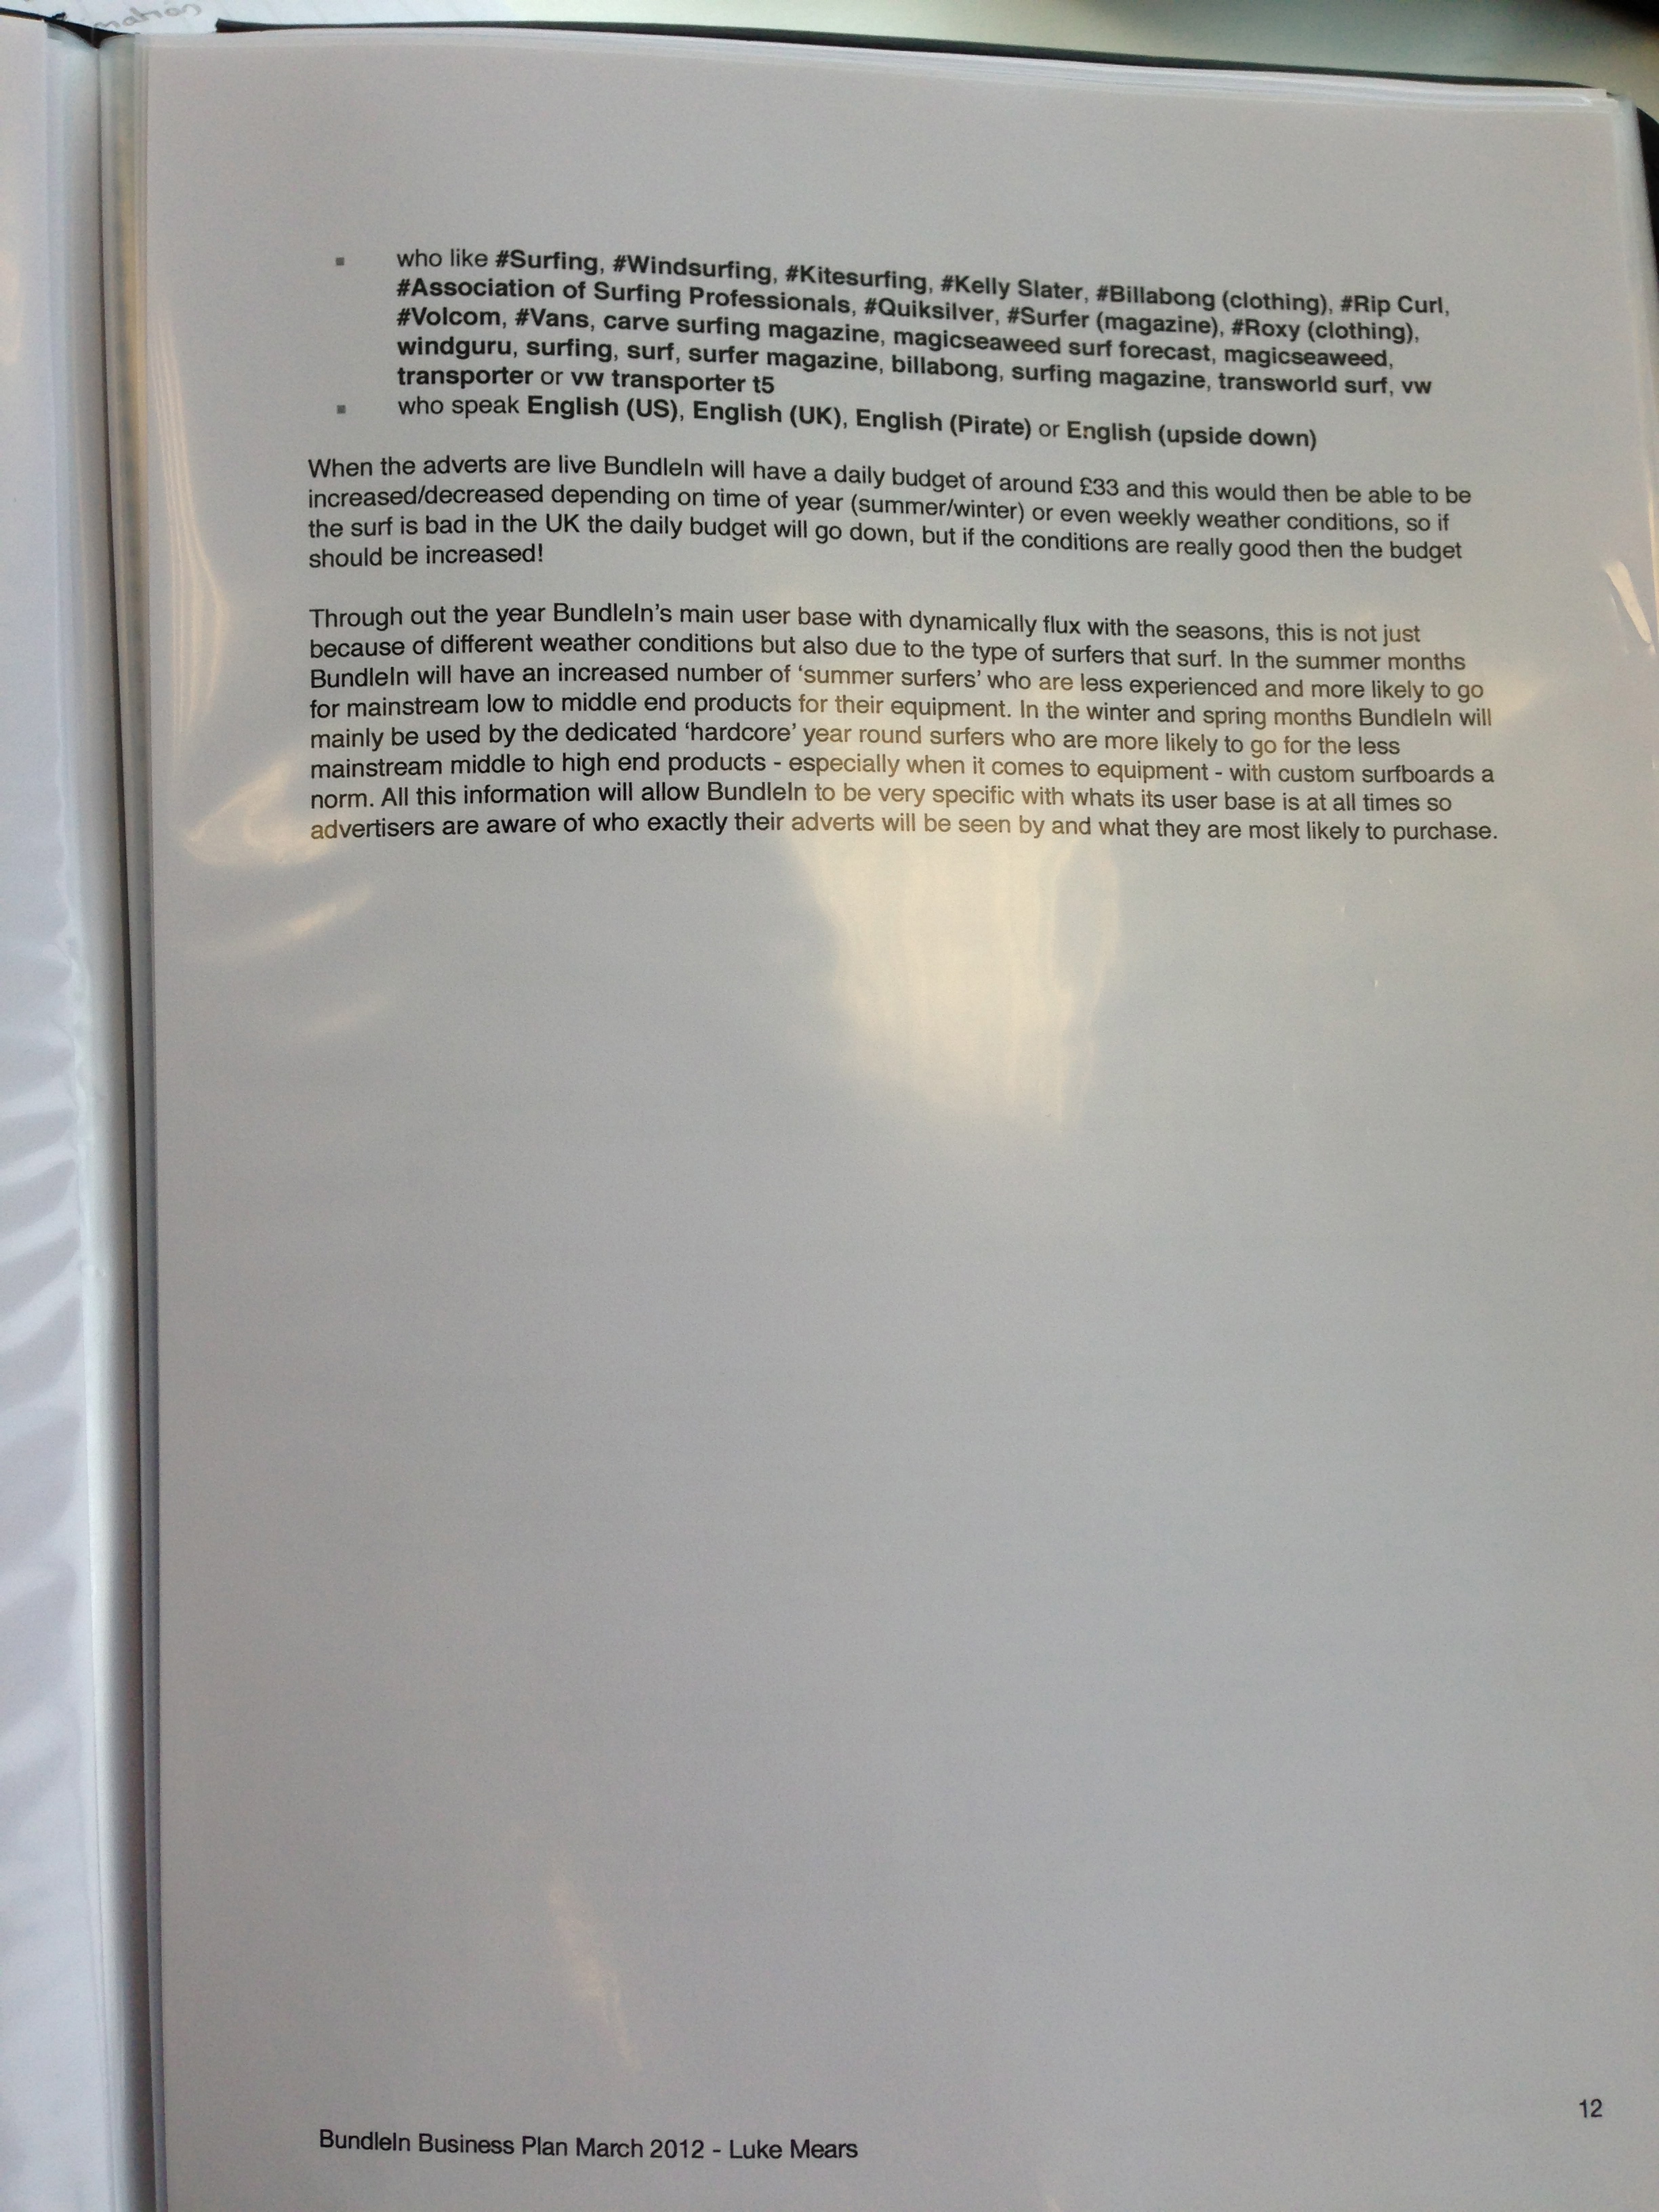 mation
▪ who like #Surfing, #Windsurfing, #Kitesurfing, #Kelly Slater, #Billabong (clothing), #Rip Curl,
#Association of Surfing Professionals, #Quiksilver, #Surfer (magazine), #Roxy (clothing),
#Volcom, #Vans, carve surfing magazine, magicseaweed surf forecast, magicseaweed,
windguru, surfing, surf, surfer magazine, billabong, surfing magazine, transworld surf, vw
transporter or vw transporter t5
▪ who speak English (US), English (UK), English (Pirate) or English (upside down)
When the adverts are live BundleIn will have a daily budget of around £33 and this would then be able to be
increased/decreased depending on time of year (summer/winter) or even weekly weather conditions, so if
the surf is bad in the UK the daily budget will go down, but if the conditions are really good then the budget
should be increased!
Through out the year BundleIn's main user base with dynamically flux with the seasons, this is not just
because of different weather conditions but also due to the type of surfers that surf. In the summer months
BundleIn will have an increased number of ‘summer surfers’ who are less experienced and more likely to go
for mainstream low to middle end products for their equipment. In the winter and spring months BundleIn will
mainly be used by the dedicated ‘hardcore’ year round surfers who are more likely to go for the less
mainstream middle to high end products - especially when it comes to equipment - with custom surfboards a
norm. All this information will allow BundleIn to be very specific with whats its user base is at all times so
advertisers are aware of who exactly their adverts will be seen by and what they are most likely to purchase.
12
BundleIn Business Plan March 2012 - Luke Mears